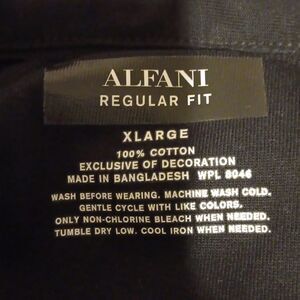 ALFANI
REGULAR FIT
XLARGE
100% COTTON
EXCLUSIVE OF DECORATION
MADE IN BANGLADESH WPL 8046
WASH BEFORE WEARING. MACHINE WASH COLD.
GENTLE CYCLE WITH LIKE COLORS.
ONLY NON-CHLORINE BLEACH WHEN NEEDED.
TUMBLE DRY LOW. COOL IRON WHEN NEEDED.